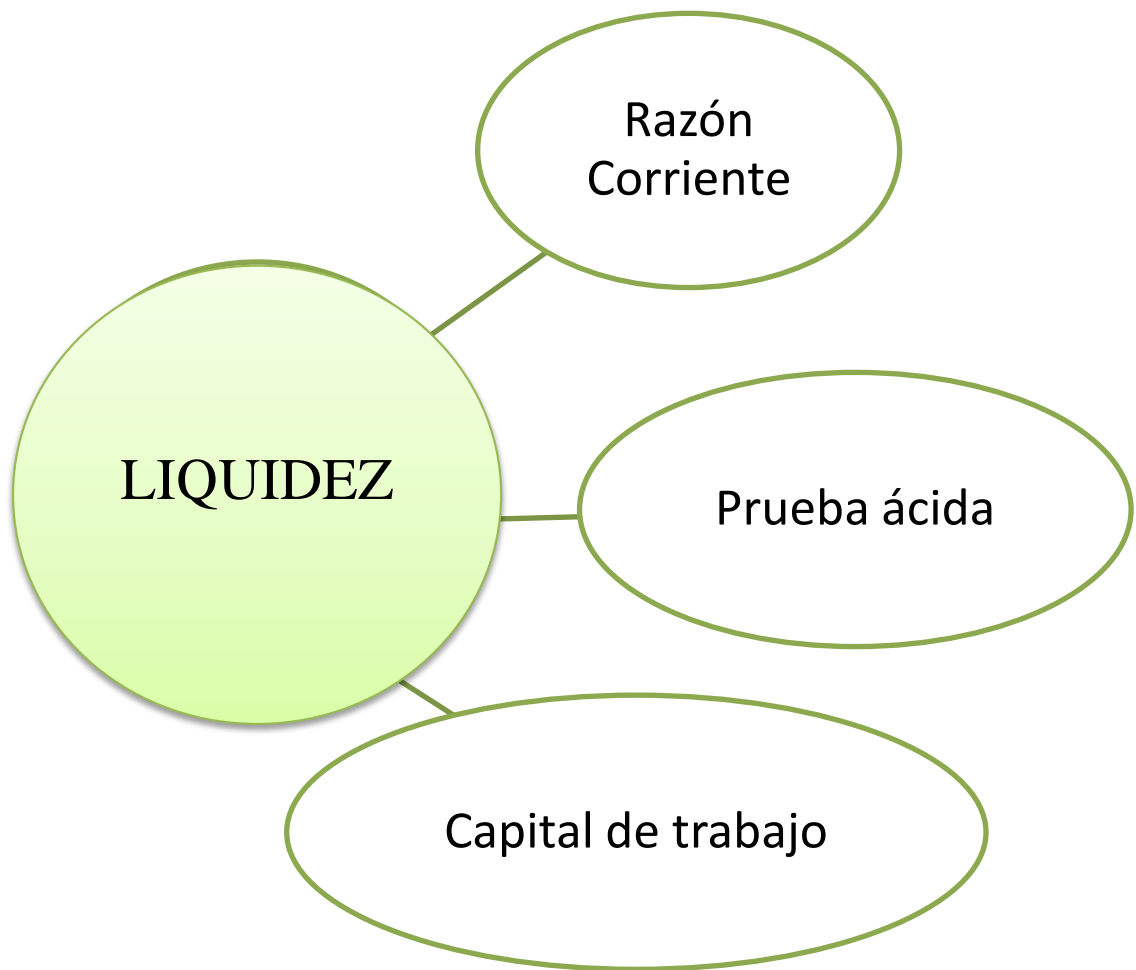 Razón
Corriente
LIQUIDEZ
Prueba ácida
Capital de trabajo